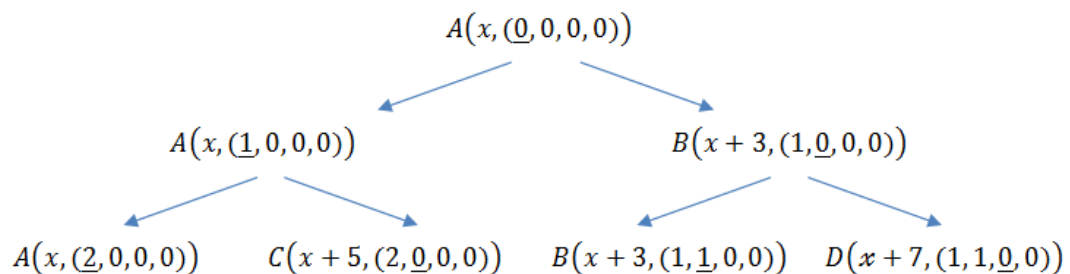 A(x, (0, 0, 0, 0))
A(x, (1, 0, 0, 0)) B(x + 3, (1, 0, 0, 0))
A(x, (2, 0, 0, 0)) C(x + 5, (2, 0, 0, 0)) B(x + 3, (1, 1, 0, 0)) D(x + 7, (1, 1, 0, 0))